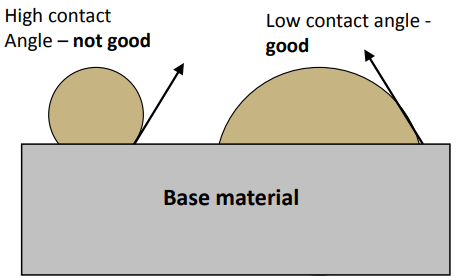 High contact
Angle – not good
Low contact angle -
good
Base material